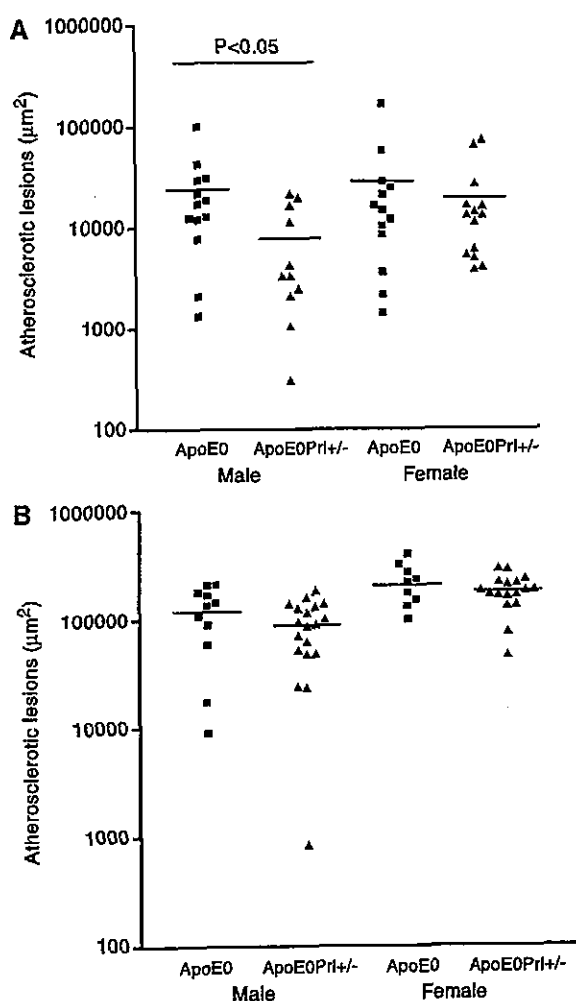 A
P<0.05
Atherosclerotic lesions (µm²)
1000000
100000
10000
1000
100
ApoE0 ApoE0Prl+/- ApoE0 ApoE0Prl+/-
Male Female
B
Atherosclerotic lesions (µm²)
1000000
100000
10000
1000
100
ApoE0 ApoE0Prl+/- ApoE0 ApoE0Prl+/-
Male Female